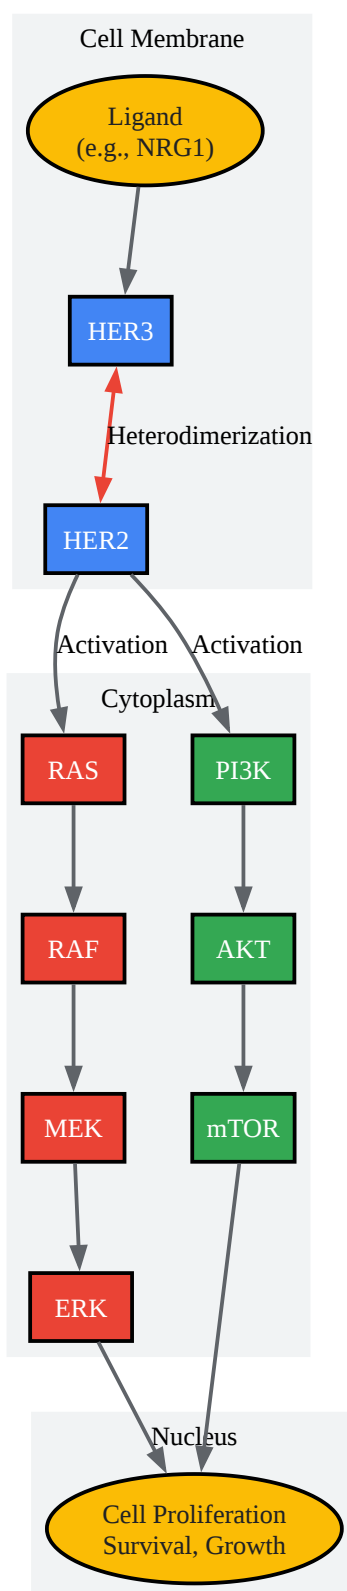 Cell Membrane
Ligand
(e.g., NRG1)
HER3
Heterodimerization
HER2
Activation
Activation
Cytoplasm
RAS
PI3K
RAF
AKT
MEK
mTOR
ERK
Nucleus
Cell Proliferation
Survival, Growth